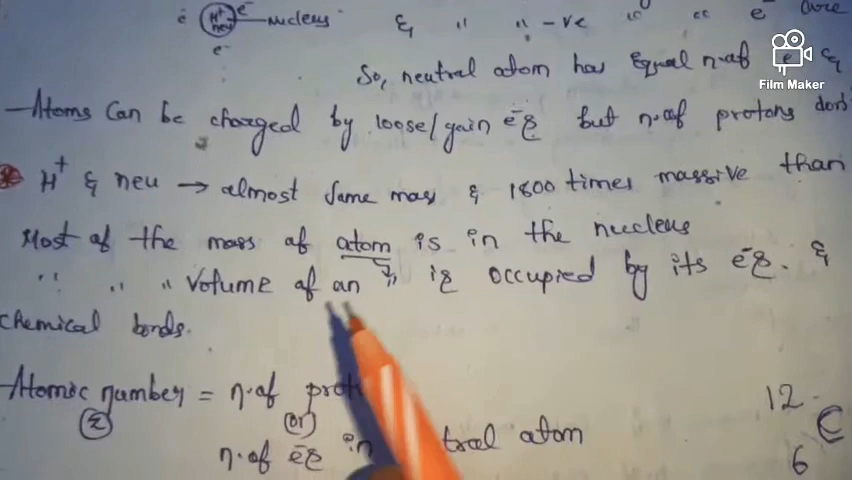 e⁻ H⁺ neu e⁻ nucleus & " " -ve " " e⁻ are
e⁻
So, neutral atom has Equal n.of e &
Film Maker
-Atoms Can be charged by loose/gain e⁻s but n.of protons don't
H⁺ & neu → almost same mass & 1800 times massive than
Most of the mass of atom is in the nucleus
" " " Volume of an " is occupied by its e⁻s. &
chemical bonds.
-Atomic number = n.of prot
(z) (or)
n.of e⁻s in tral atom
12
6 C